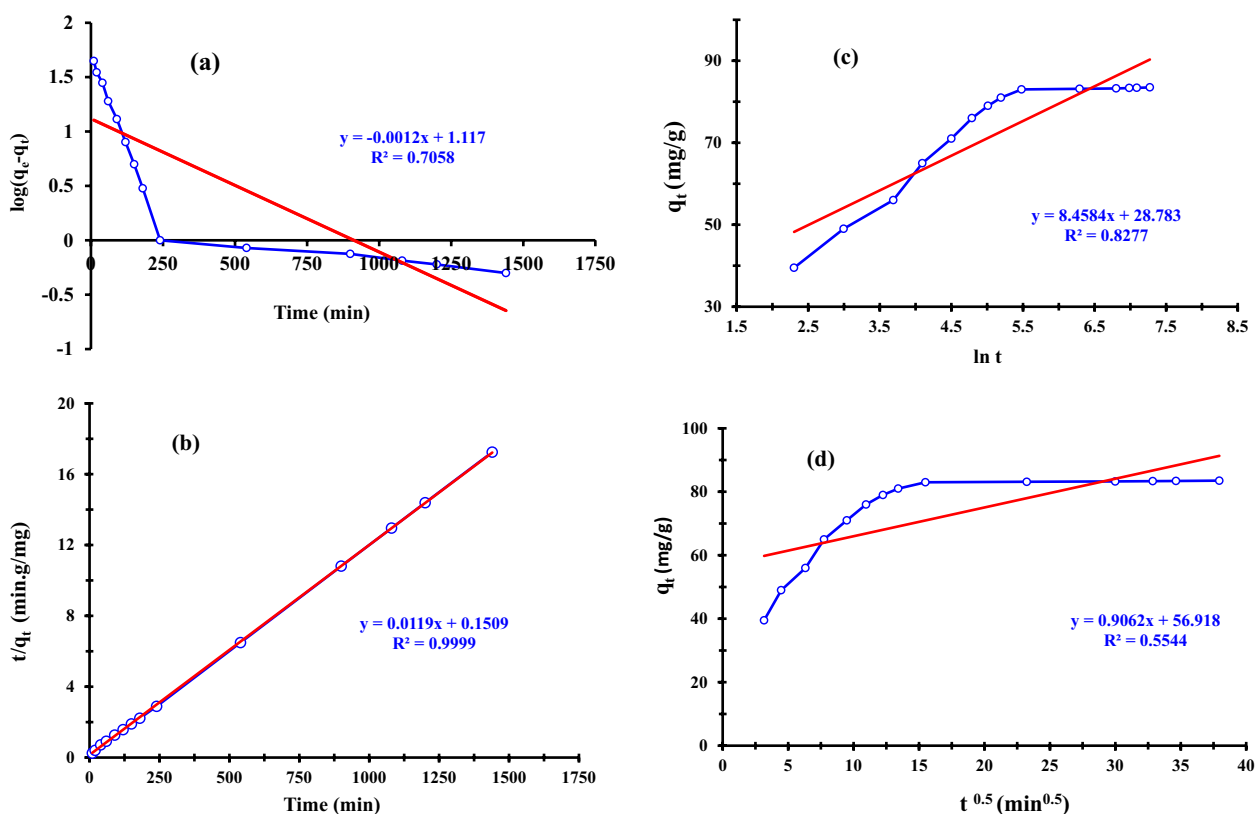 (a)
log(qe-qt)
2
1.5
1
0.5
0
-0.5
-1
0 250 500 750 1000 1250 1500 1750
Time (min)
y = -0.0012x + 1.117
R² = 0.7058
(c)
qt (mg/g)
90
70
50
30
1.5 2.5 3.5 4.5 5.5 6.5 7.5 8.5
ln t
y = 8.4584x + 28.783
R² = 0.8277
(b)
t/qt (min.g/mg)
20
16
12
8
4
0
0 250 500 750 1000 1250 1500 1750
Time (min)
y = 0.0119x + 0.1509
R² = 0.9999
(d)
qt (mg/g)
100
80
60
40
20
0
0 5 10 15 20 25 30 35 40
t 0.5 (min0.5)
y = 0.9062x + 56.918
R² = 0.5544